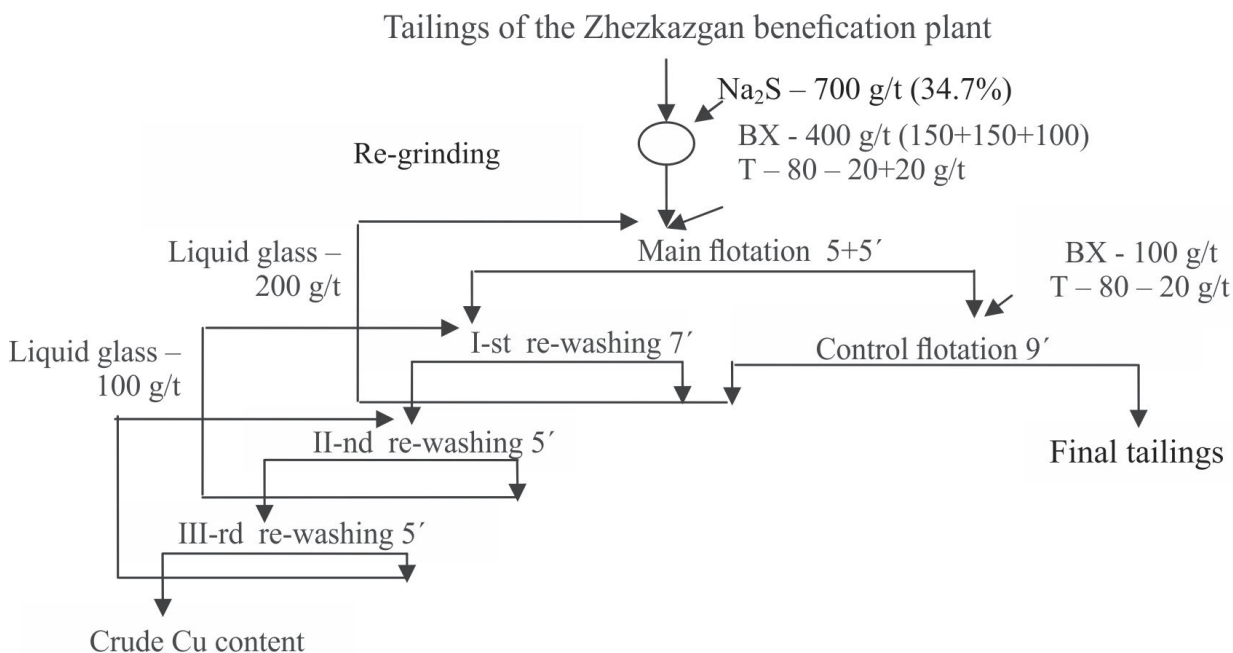 Tailings of the Zhezkazgan benefication plant
Na₂S – 700 g/t (34.7%)
BX - 400 g/t (150+150+100)
T – 80 – 20+20 g/t
Re-grinding
Liquid glass –
200 g/t
Main flotation 5+5´
BX - 100 g/t
T – 80 – 20 g/t
Liquid glass –
100 g/t
I-st re-washing 7´
Control flotation 9´
II-nd re-washing 5´
Final tailings
III-rd re-washing 5´
Crude Cu content